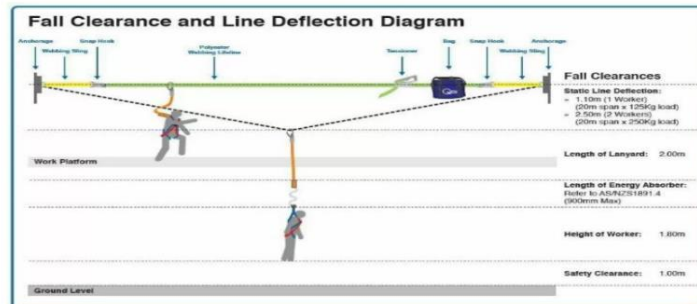 Fall Clearance and Line Deflection Diagram
Anchorage
Webbing Sling
Snap Hook
Polyester
Webbing Lifeline
Tensioner
Bag
Snap Hook
Webbing Sling
Anchorage
Fall Clearances
Static Line Deflection:
= 1.10m (1 Worker)
(20m span x 125Kg load)
= 2.50m (2 Workers)
(20m span x 250Kg load)
Work Platform
Length of Lanyard: 2.00m
Length of Energy Absorber:
Refer to AS/NZS1891.4
(900mm Max)
Height of Worker: 1.80m
Safety Clearance: 1.00m
Ground Level